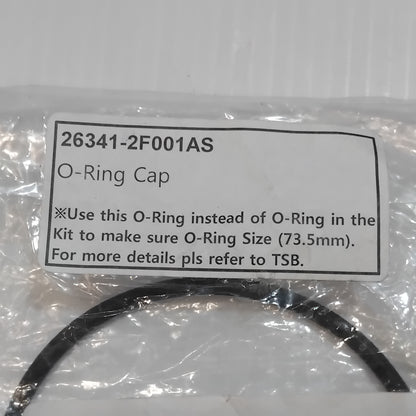 26341-2F001AS
O-Ring Cap
※Use this O-Ring instead of O-Ring in the
Kit to make sure O-Ring Size (73.5mm).
For more details pls refer to TSB.